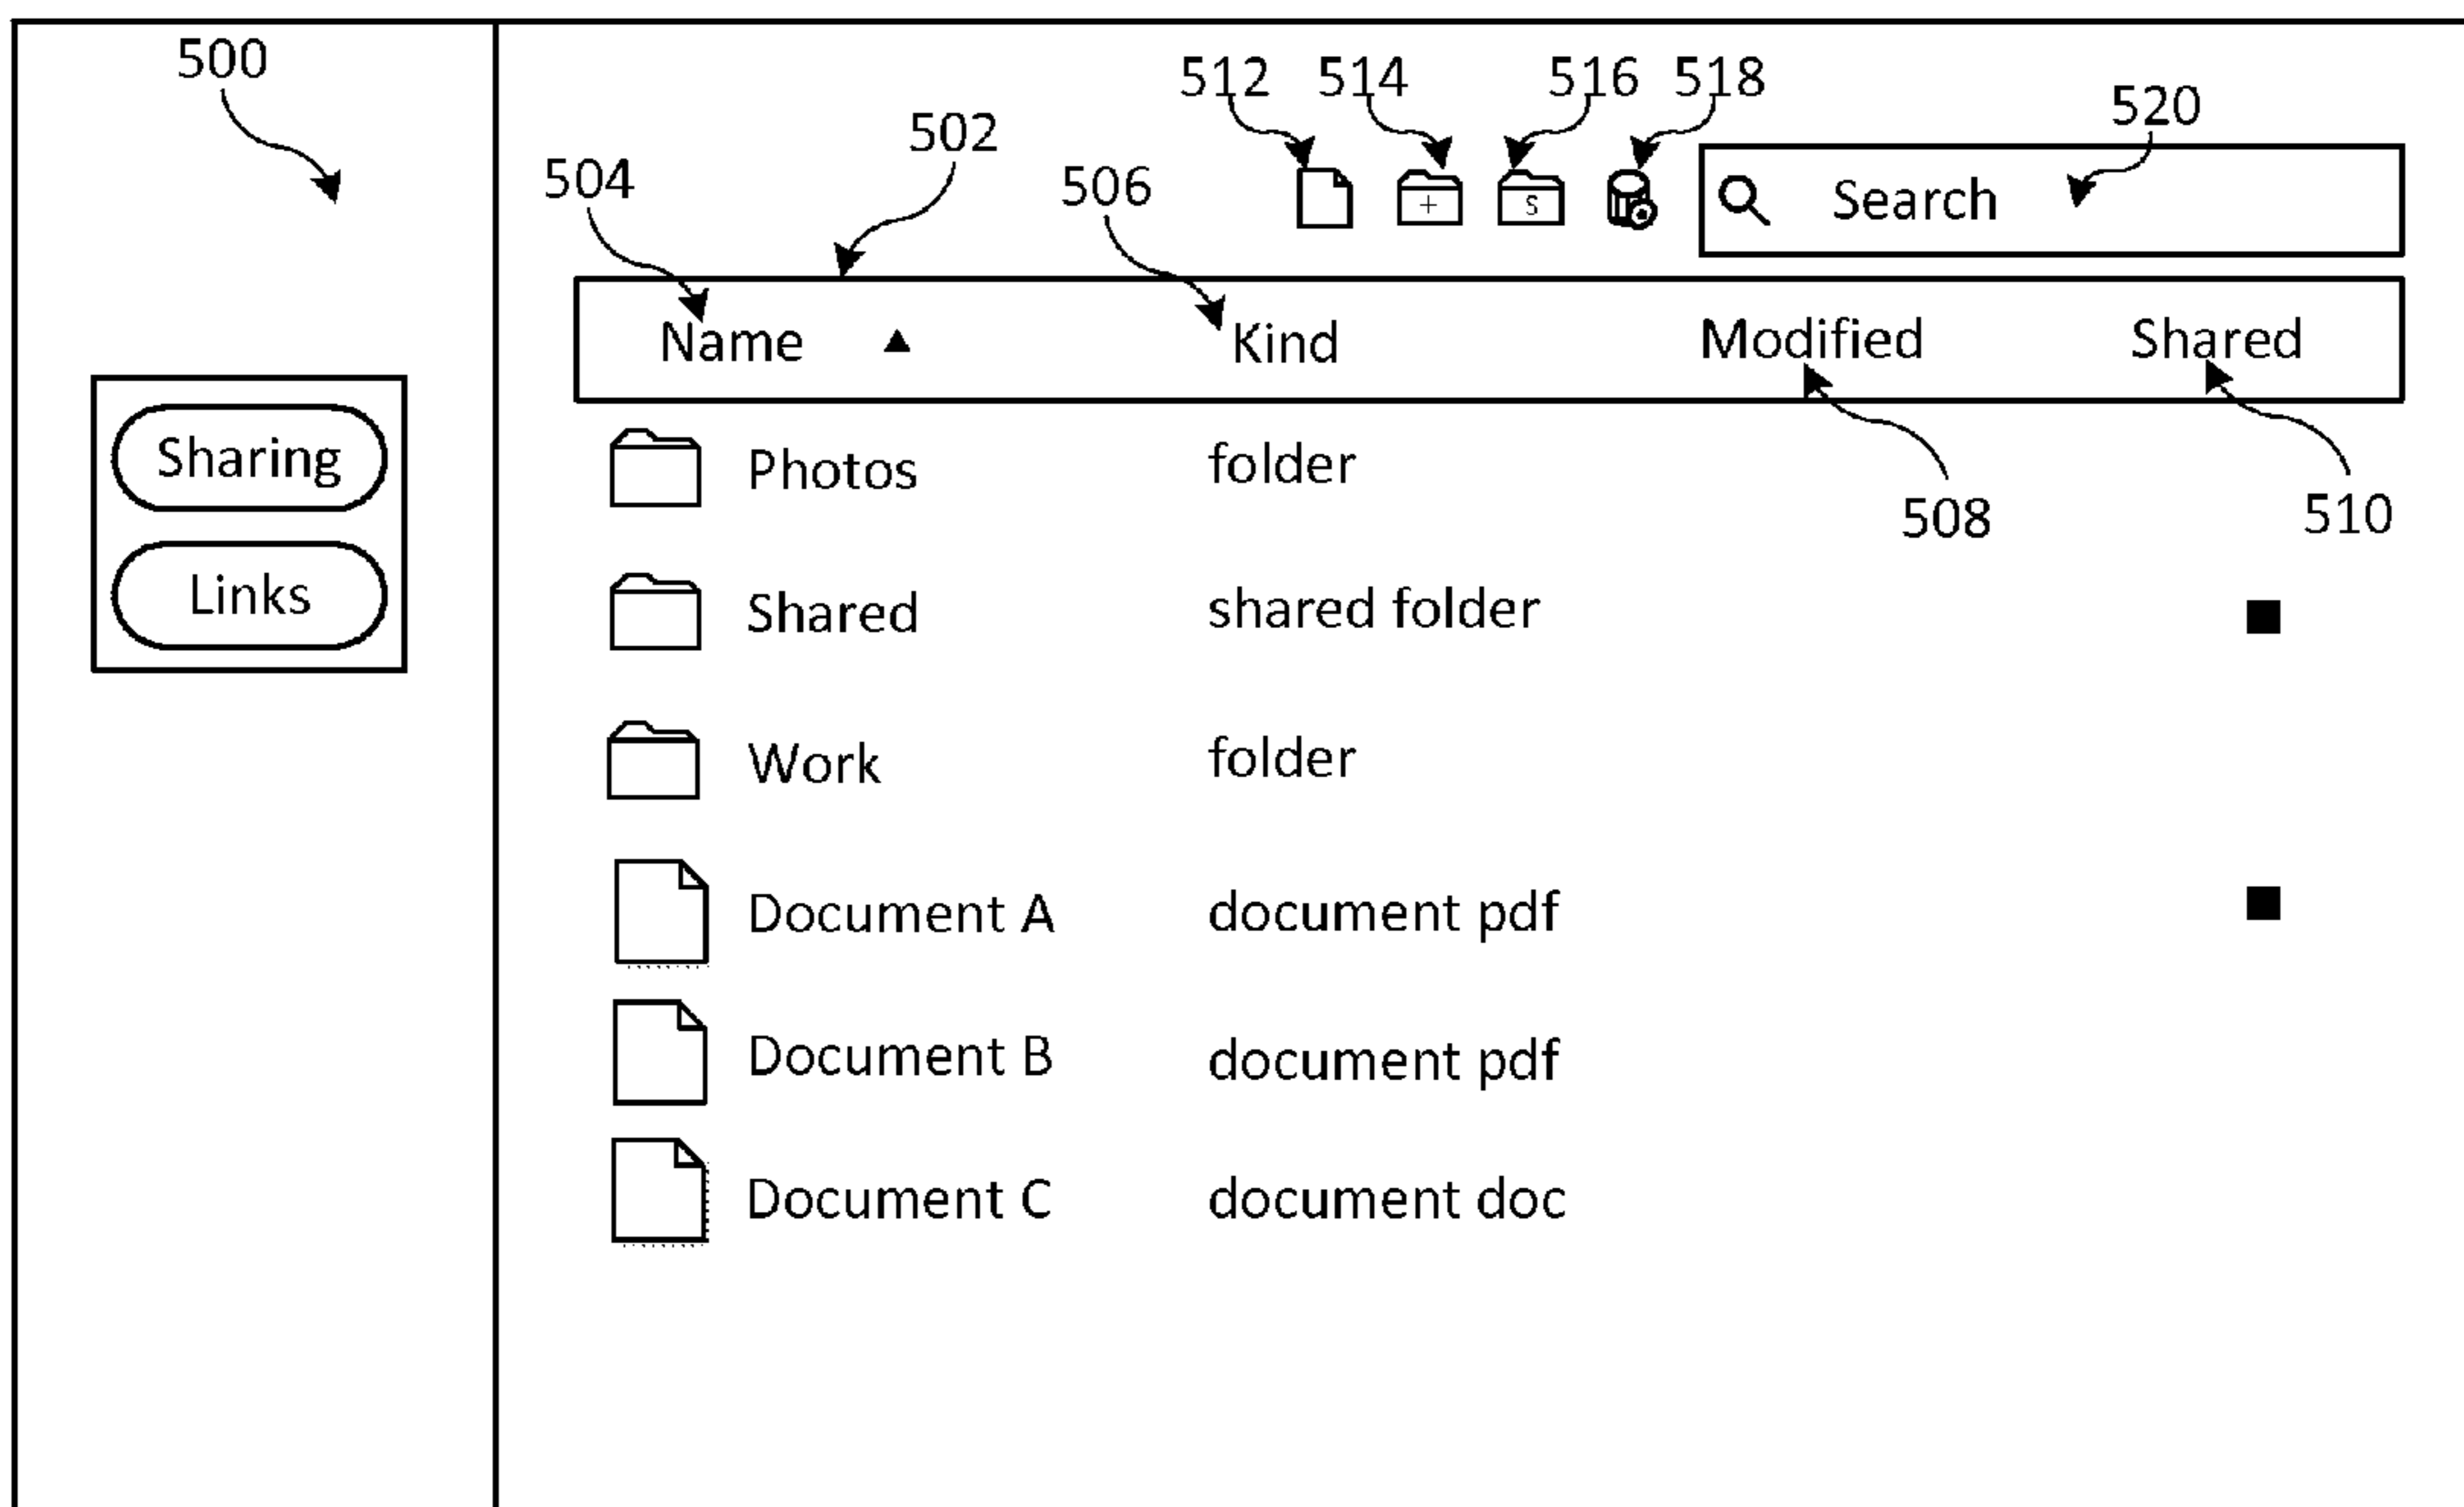 500
512 514 516 518
520
502
504
506
+ S
Search
Name ▲ Kind Modified Shared
Sharing
Links
Photos folder
508 510
Shared shared folder
Work folder
Document A document pdf
Document B document pdf
Document C document doc